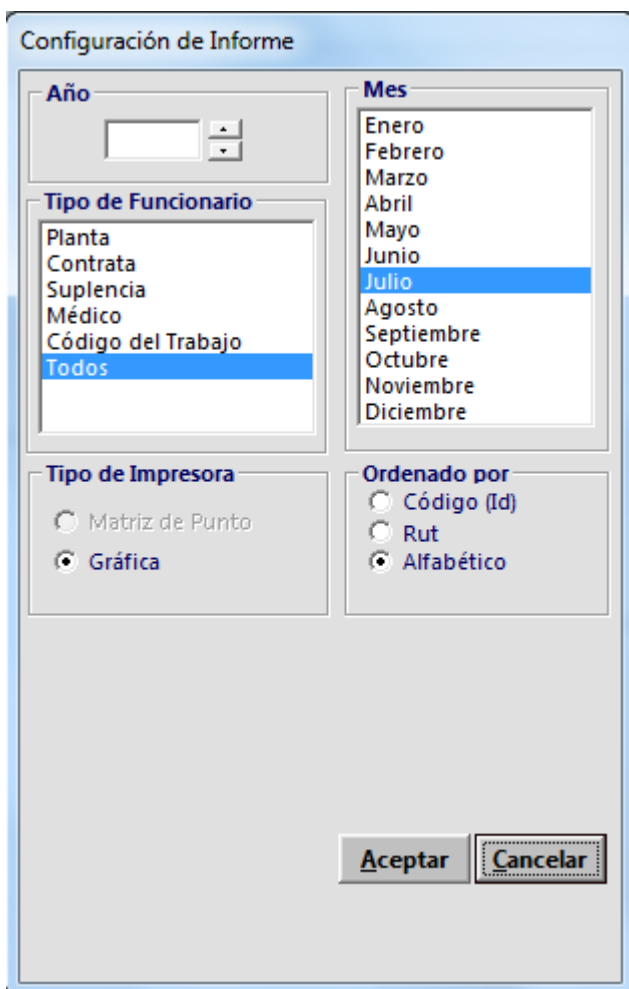 Configuración de Informe
Año
Tipo de Funcionario
Planta
Contrata
Suplencia
Médico
Código del Trabajo
Todos
Mes
Enero
Febrero
Marzo
Abril
Mayo
Junio
Julio
Agosto
Septiembre
Octubre
Noviembre
Diciembre
Tipo de Impresora
Matriz de Punto
Gráfica
Ordenado por
Código (Id)
Rut
Alfabético
Aceptar
Cancelar